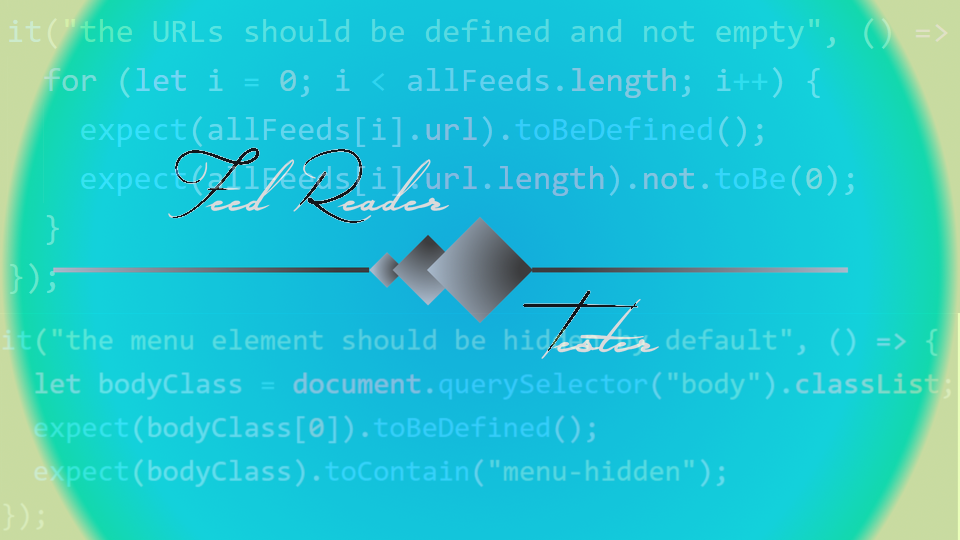 it("the URLs should be defined and not empty", () =>
for (let i = 0; i < allFeeds.length; i++) {
expect(allFeeds[i].url).toBeDefined();
expect(allFeeds[i].url.length).not.toBe(0);
Feed Reader
}
});
Tester
it("the menu element should be hidden default", () => {
let bodyClass = document.querySelector("body").classList;
expect(bodyClass[0]).toBeDefined();
expect(bodyClass).toContain("menu-hidden");
});